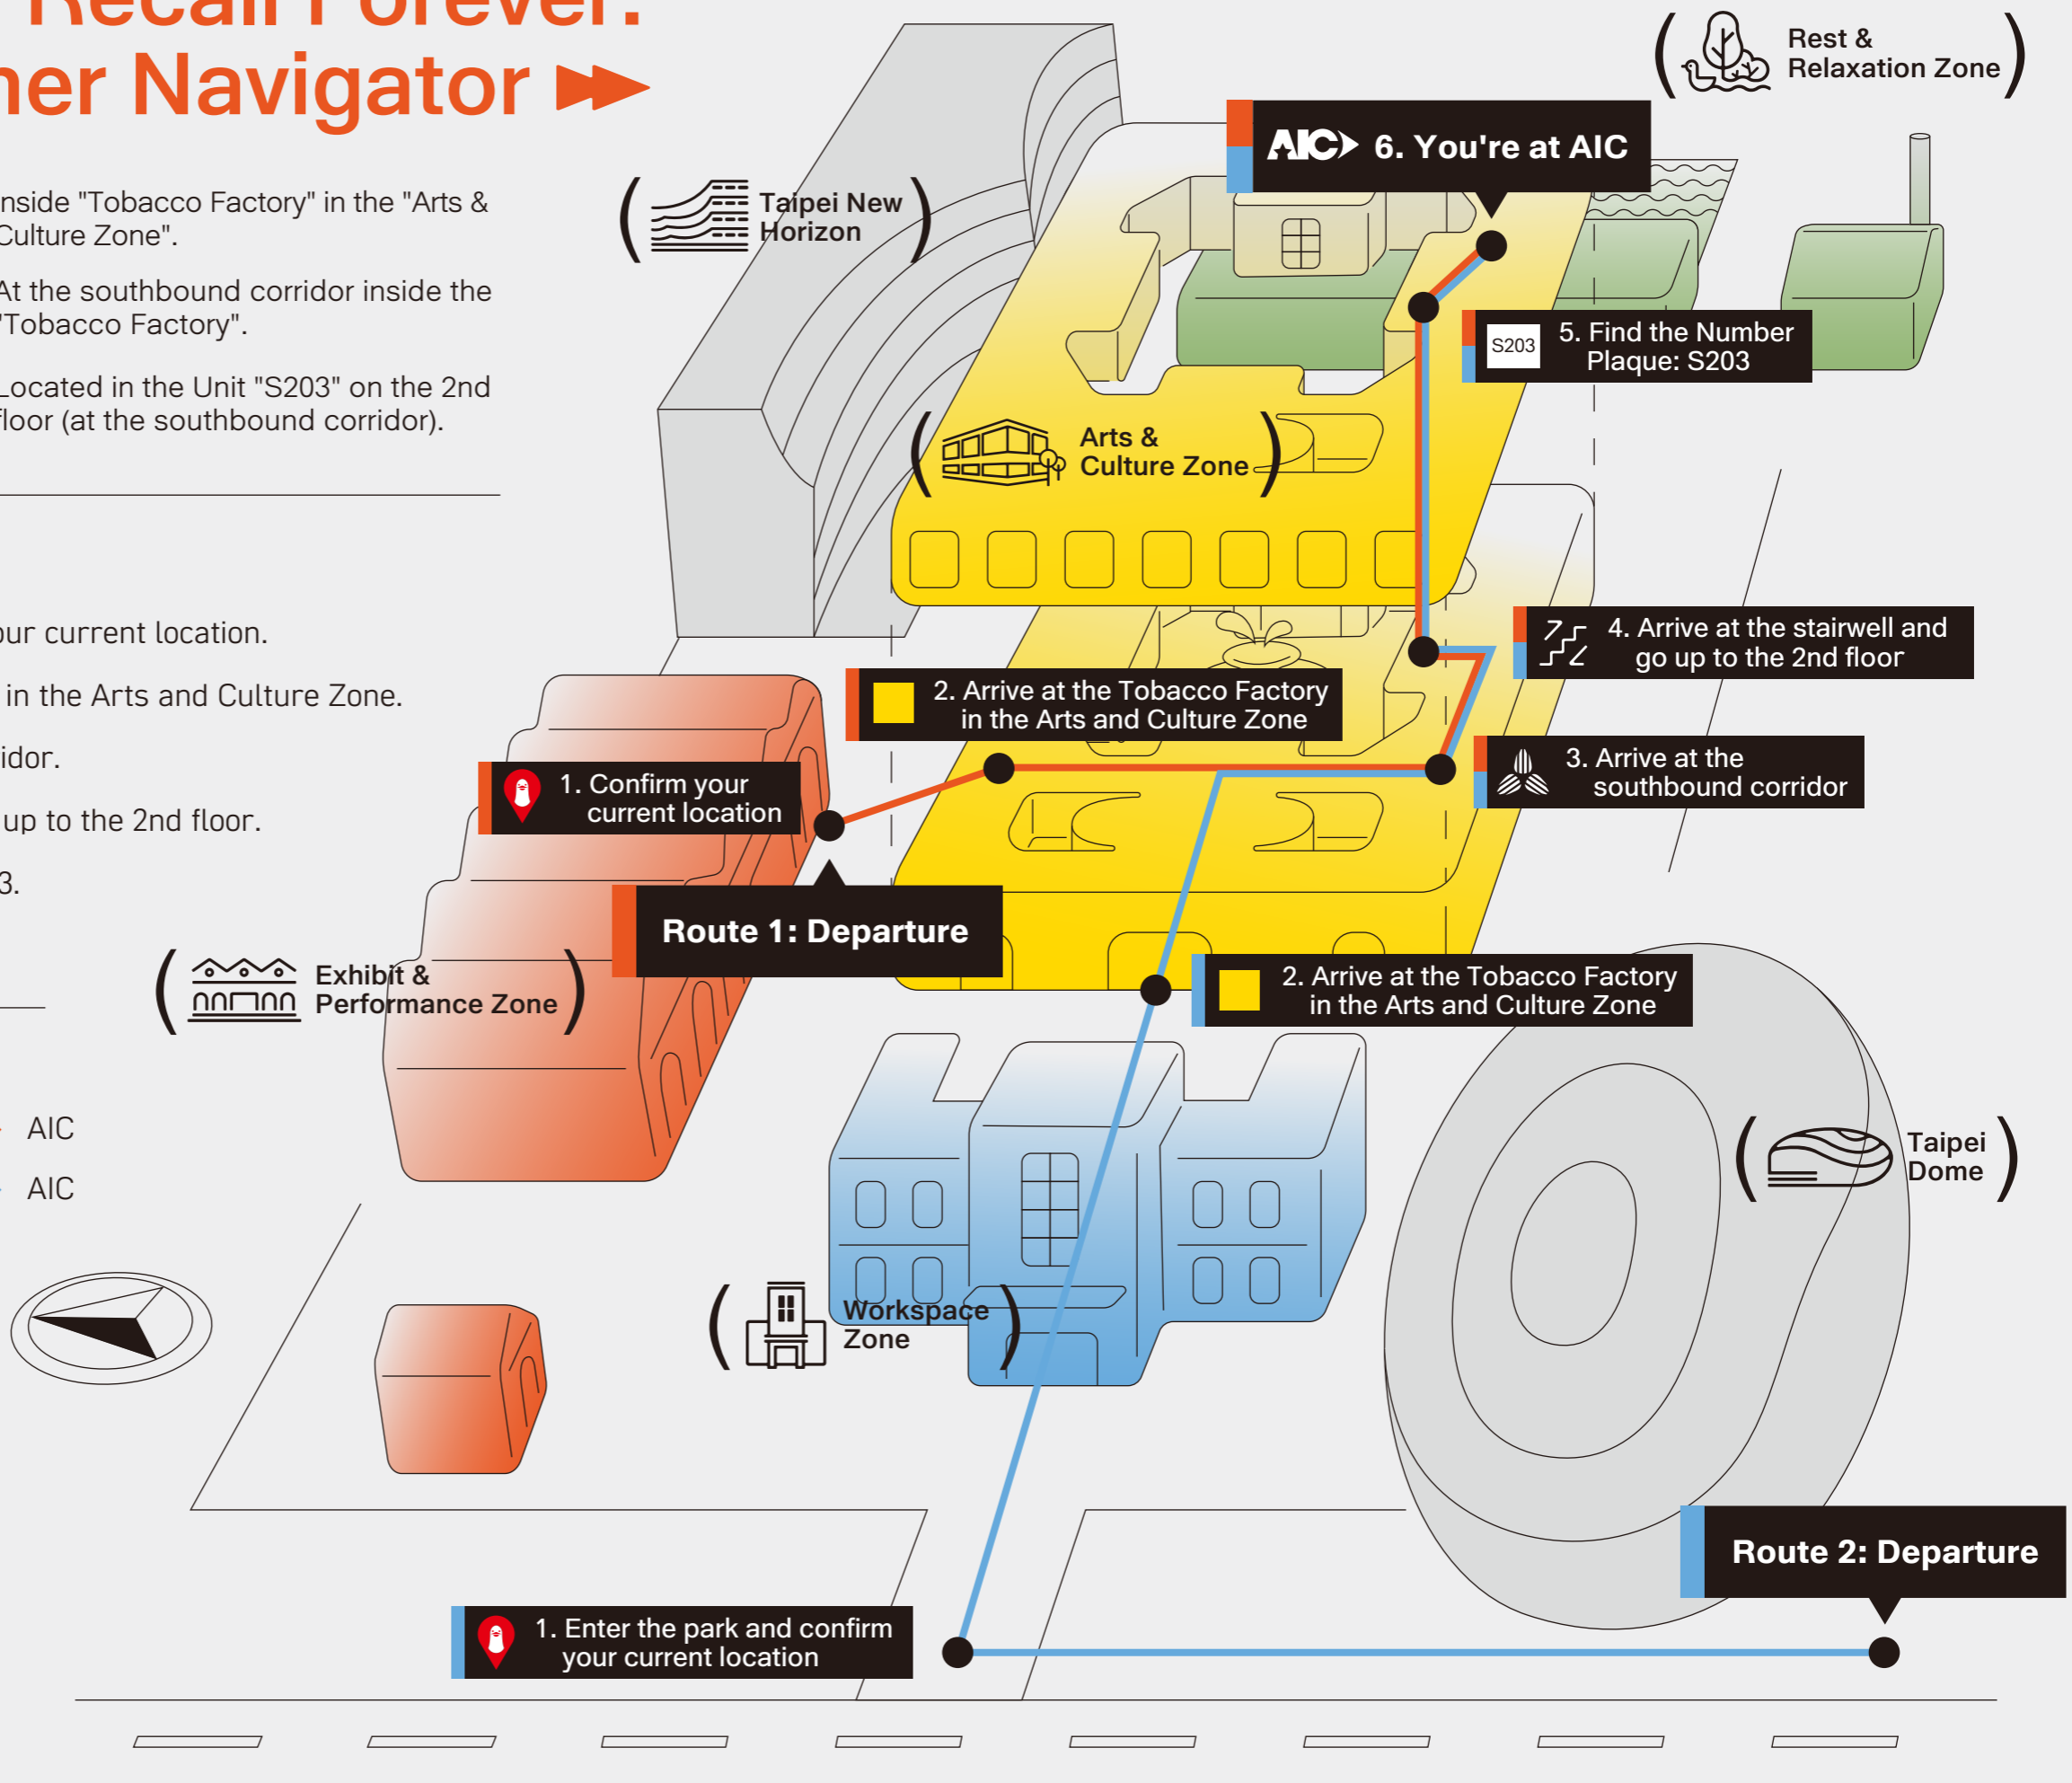 Recall Forever.
Navigator
inside "Tobacco Factory" in the "Arts &
Culture Zone".
At the southbound corridor inside the
"Tobacco Factory".
Located in the Unit "S203" on the 2nd
floor (at the southbound corridor).
our current location.
in the Arts and Culture Zone.
up to the 2nd floor.
3.
AIC
AIC
Rest &
Relaxation Zone
AIC 6. You're at AIC
Taipei New
Horizon
S203
5. Find the Number
Plaque: S203
Arts &
Culture Zone
4. Arrive at the stairwell and
go up to the 2nd floor
2. Arrive at the Tobacco Factory
in the Arts and Culture Zone
3. Arrive at the
southbound corridor
1. Confirm your
current location
Route 1: Departure
Exhibit &
Performance Zone
2. Arrive at the Tobacco Factory
in the Arts and Culture Zone
Taipei
Dome
Workspace
Zone
Route 2: Departure
1. Enter the park and confirm
your current location